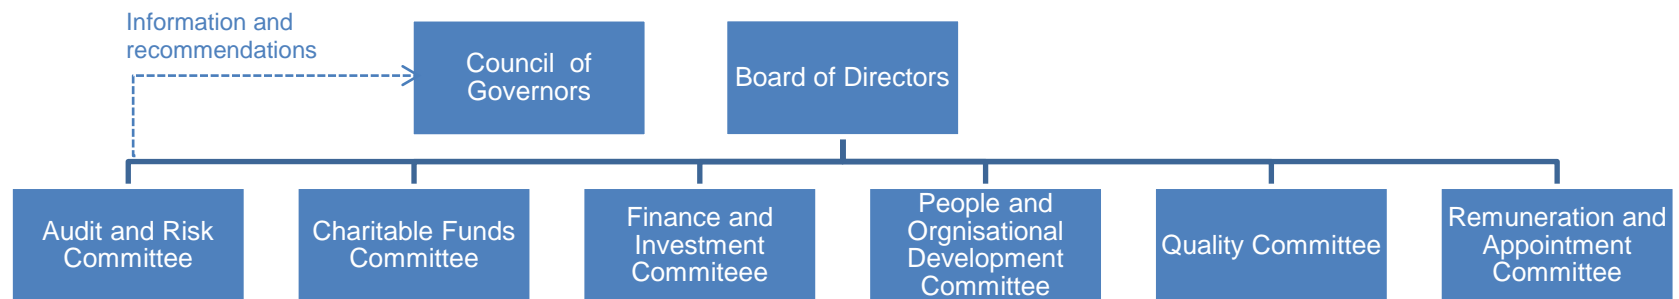 Information and
recommendations
Council of
Governors
Board of Directors
Audit and Risk
Committee
Charitable Funds
Committee
Finance and
Investment
Commiteee
People and
Orgnisational
Development
Committee
Quality Committee
Remuneration and
Appointment
Committee